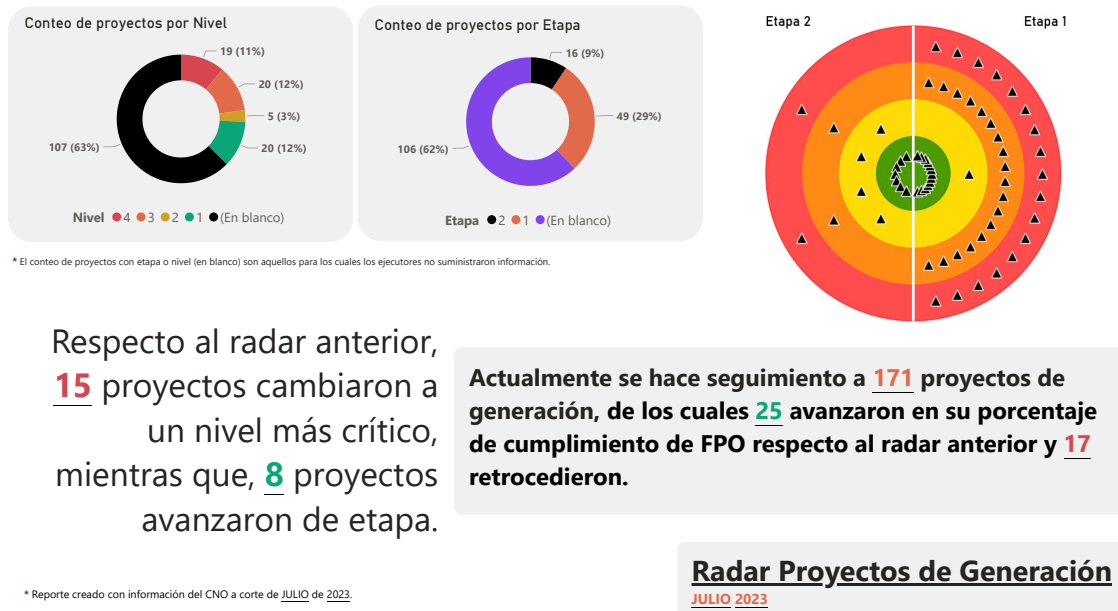 Conteo de proyectos por Nivel
19 (11%)
20 (12%)
5 (3%)
20 (12%)
107 (63%)
Nivel 4 3 2 1 (En blanco)
Conteo de proyectos por Etapa
16 (9%)
49 (29%)
106 (62%)
Etapa 2 1 (En blanco)
Etapa 2
Etapa 1
* El conteo de proyectos con etapa o nivel (en blanco) son aquellos para los cuales los ejecutores no suministraron información.
Respecto al radar anterior,
15 proyectos cambiaron a
un nivel más crítico,
mientras que, 8 proyectos
avanzaron de etapa.
Actualmente se hace seguimiento a 171 proyectos de
generación, de los cuales 25 avanzaron en su porcentaje
de cumplimiento de FPO respecto al radar anterior y 17
retrocedieron.
* Reporte creado con información del CNO a corte de JULIO de 2023.
Radar Proyectos de Generación
JULIO 2023